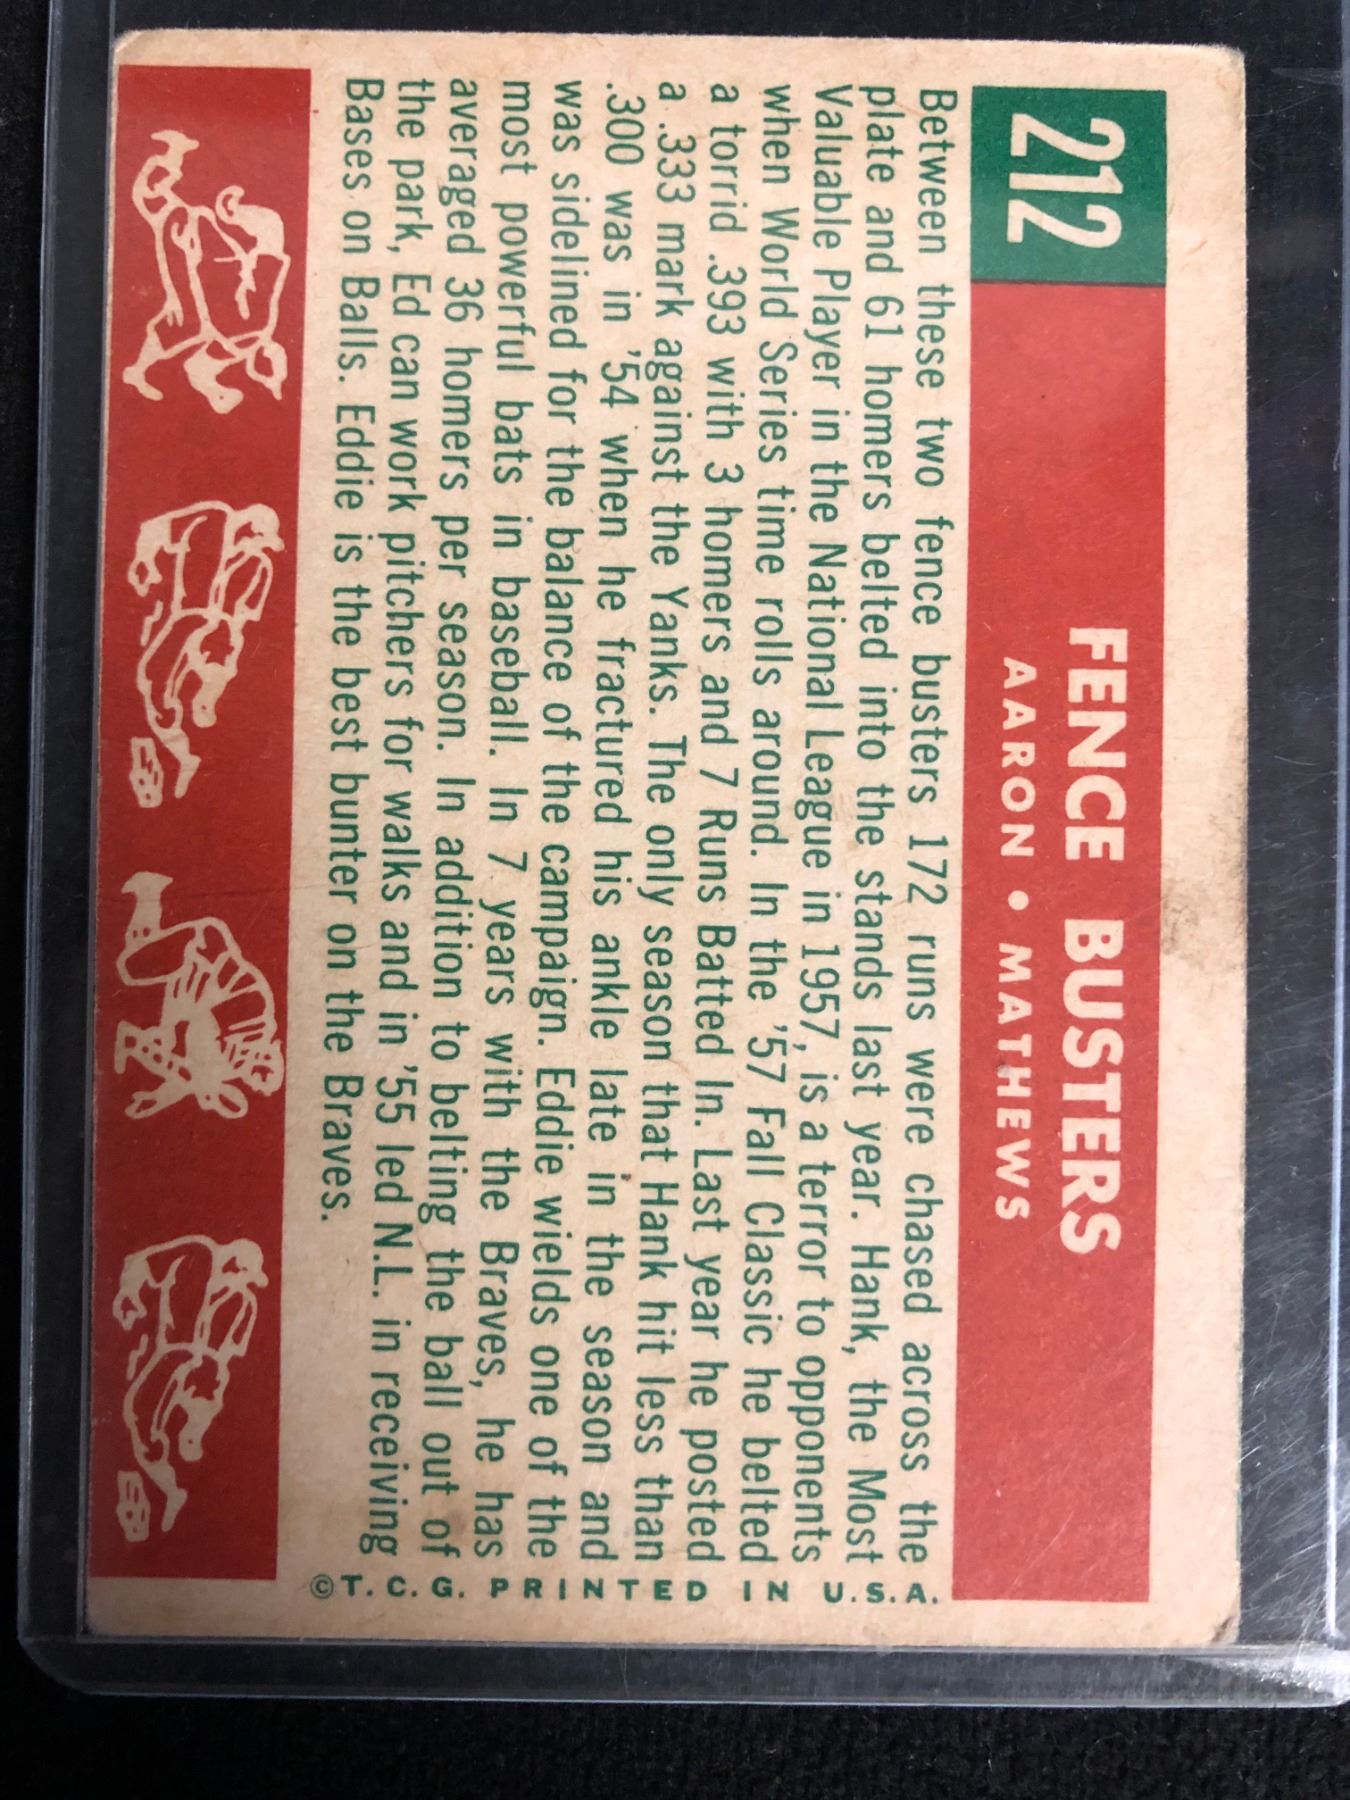 212
FENCE BUSTERS
AARON • MATHEWS
Between these two fence busters 172 runs were chased across the
plate and 61 homers belted into the stands last year. Hank, the Most
Valuable Player in the National League in 1957, is a terror to opponents
when World Series time rolls around. In the '57 Fall Classic he belted
a torrid .393 with 3 homers and 7 Runs Batted In. Last year he posted
a .333 mark against the Yanks. The only season that Hank hit less than
.300 was in '54 when he fractured his ankle late in the season and
was sidelined for the balance of the campaign. Eddie wields one of the
most powerful bats in baseball. In 7 years with the Braves, he has
averaged 36 homers per season. In addition to belting the ball out of
the park, Ed can work pitchers for walks and in '55 led N.L. in receiving
Bases on Balls. Eddie is the best bunter on the Braves.
©T. C. G. PRINTED IN U.S.A.